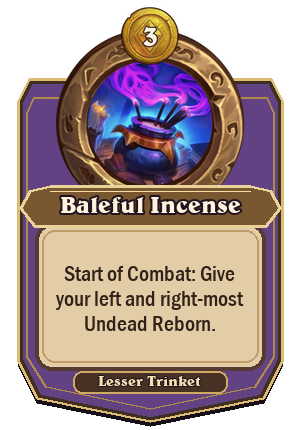 3
Baleful Incense
Start of Combat: Give
your left and right-most
Undead Reborn.
Lesser Trinket